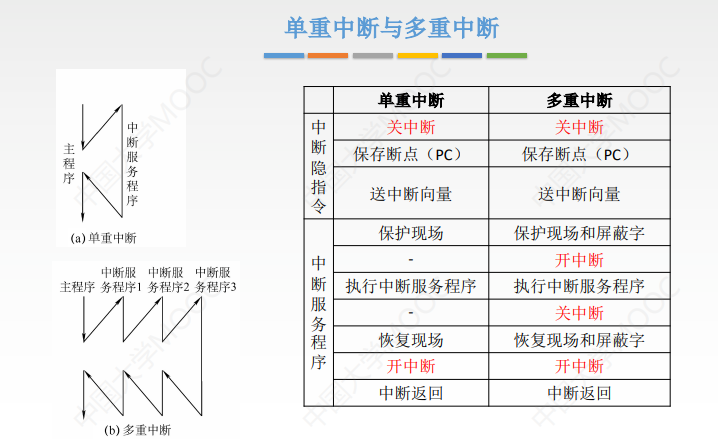 单重中断与多重中断
主程序
中断服务程序
(a) 单重中断
主程序
中断服务程序1
中断服务程序2
中断服务程序3
(b) 多重中断
单重中断 多重中断
中断隐指令
关中断 关中断
保存断点（PC） 保存断点（PC）
送中断向量 送中断向量
中断服务程序
保护现场 保护现场和屏蔽字
- 开中断
执行中断服务程序 执行中断服务程序
- 关中断
恢复现场 恢复现场和屏蔽字
开中断 开中断
中断返回 中断返回
中国大学MOOC